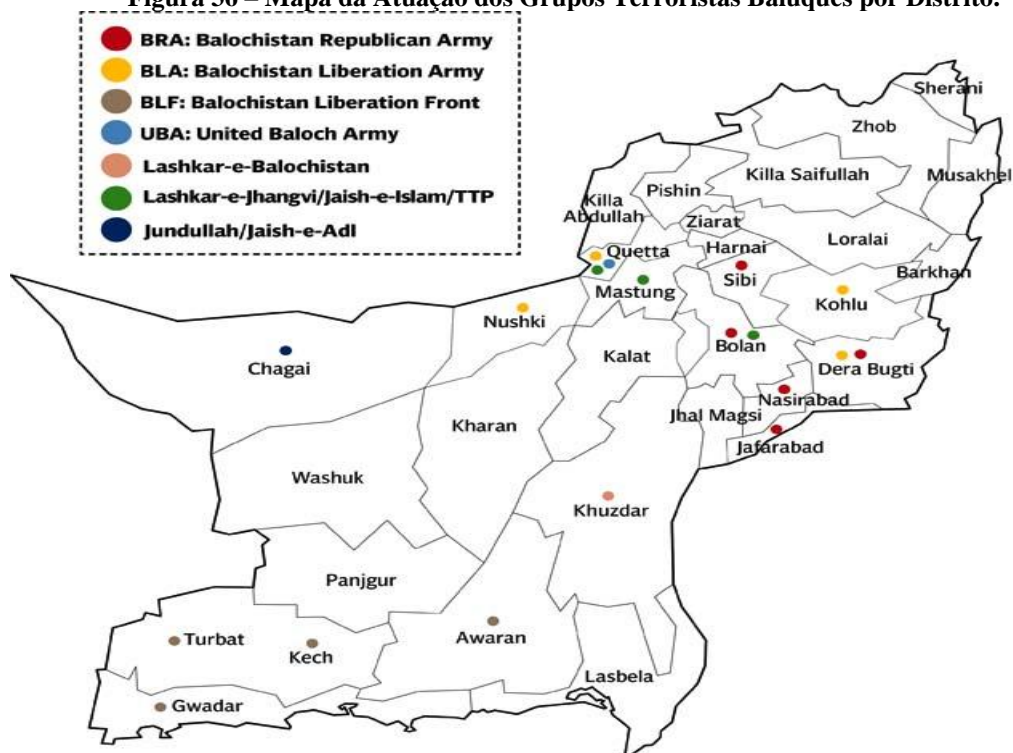 Figura 50 – Mapa da Atuação dos Grupos Terroristas Baluques por Distrito.
BRA: Balochistan Republican Army
BLA: Balochistan Liberation Army
BLF: Balochistan Liberation Front
UBA: United Baloch Army
Lashkar-e-Balochistan
Lashkar-e-Jhangvi/Jaish-e-Islam/TTP
Jundullah/Jaish-e-Adl
Sherani
Zhob
Killa Saifullah
Musakhel
Pishin
Killa
Abdullah
Ziarat
Loralai
Quetta
Harnai
Barkhan
Sibi
Mastung
Kohlu
Nushki
Bolan
Kalat
Chagai
Dera Bugti
Nasirabad
Jhal Magsi
Kharan
Jafarabad
Washuk
Khuzdar
Panjgur
Turbat
Awaran
Kech
Lasbela
Gwadar